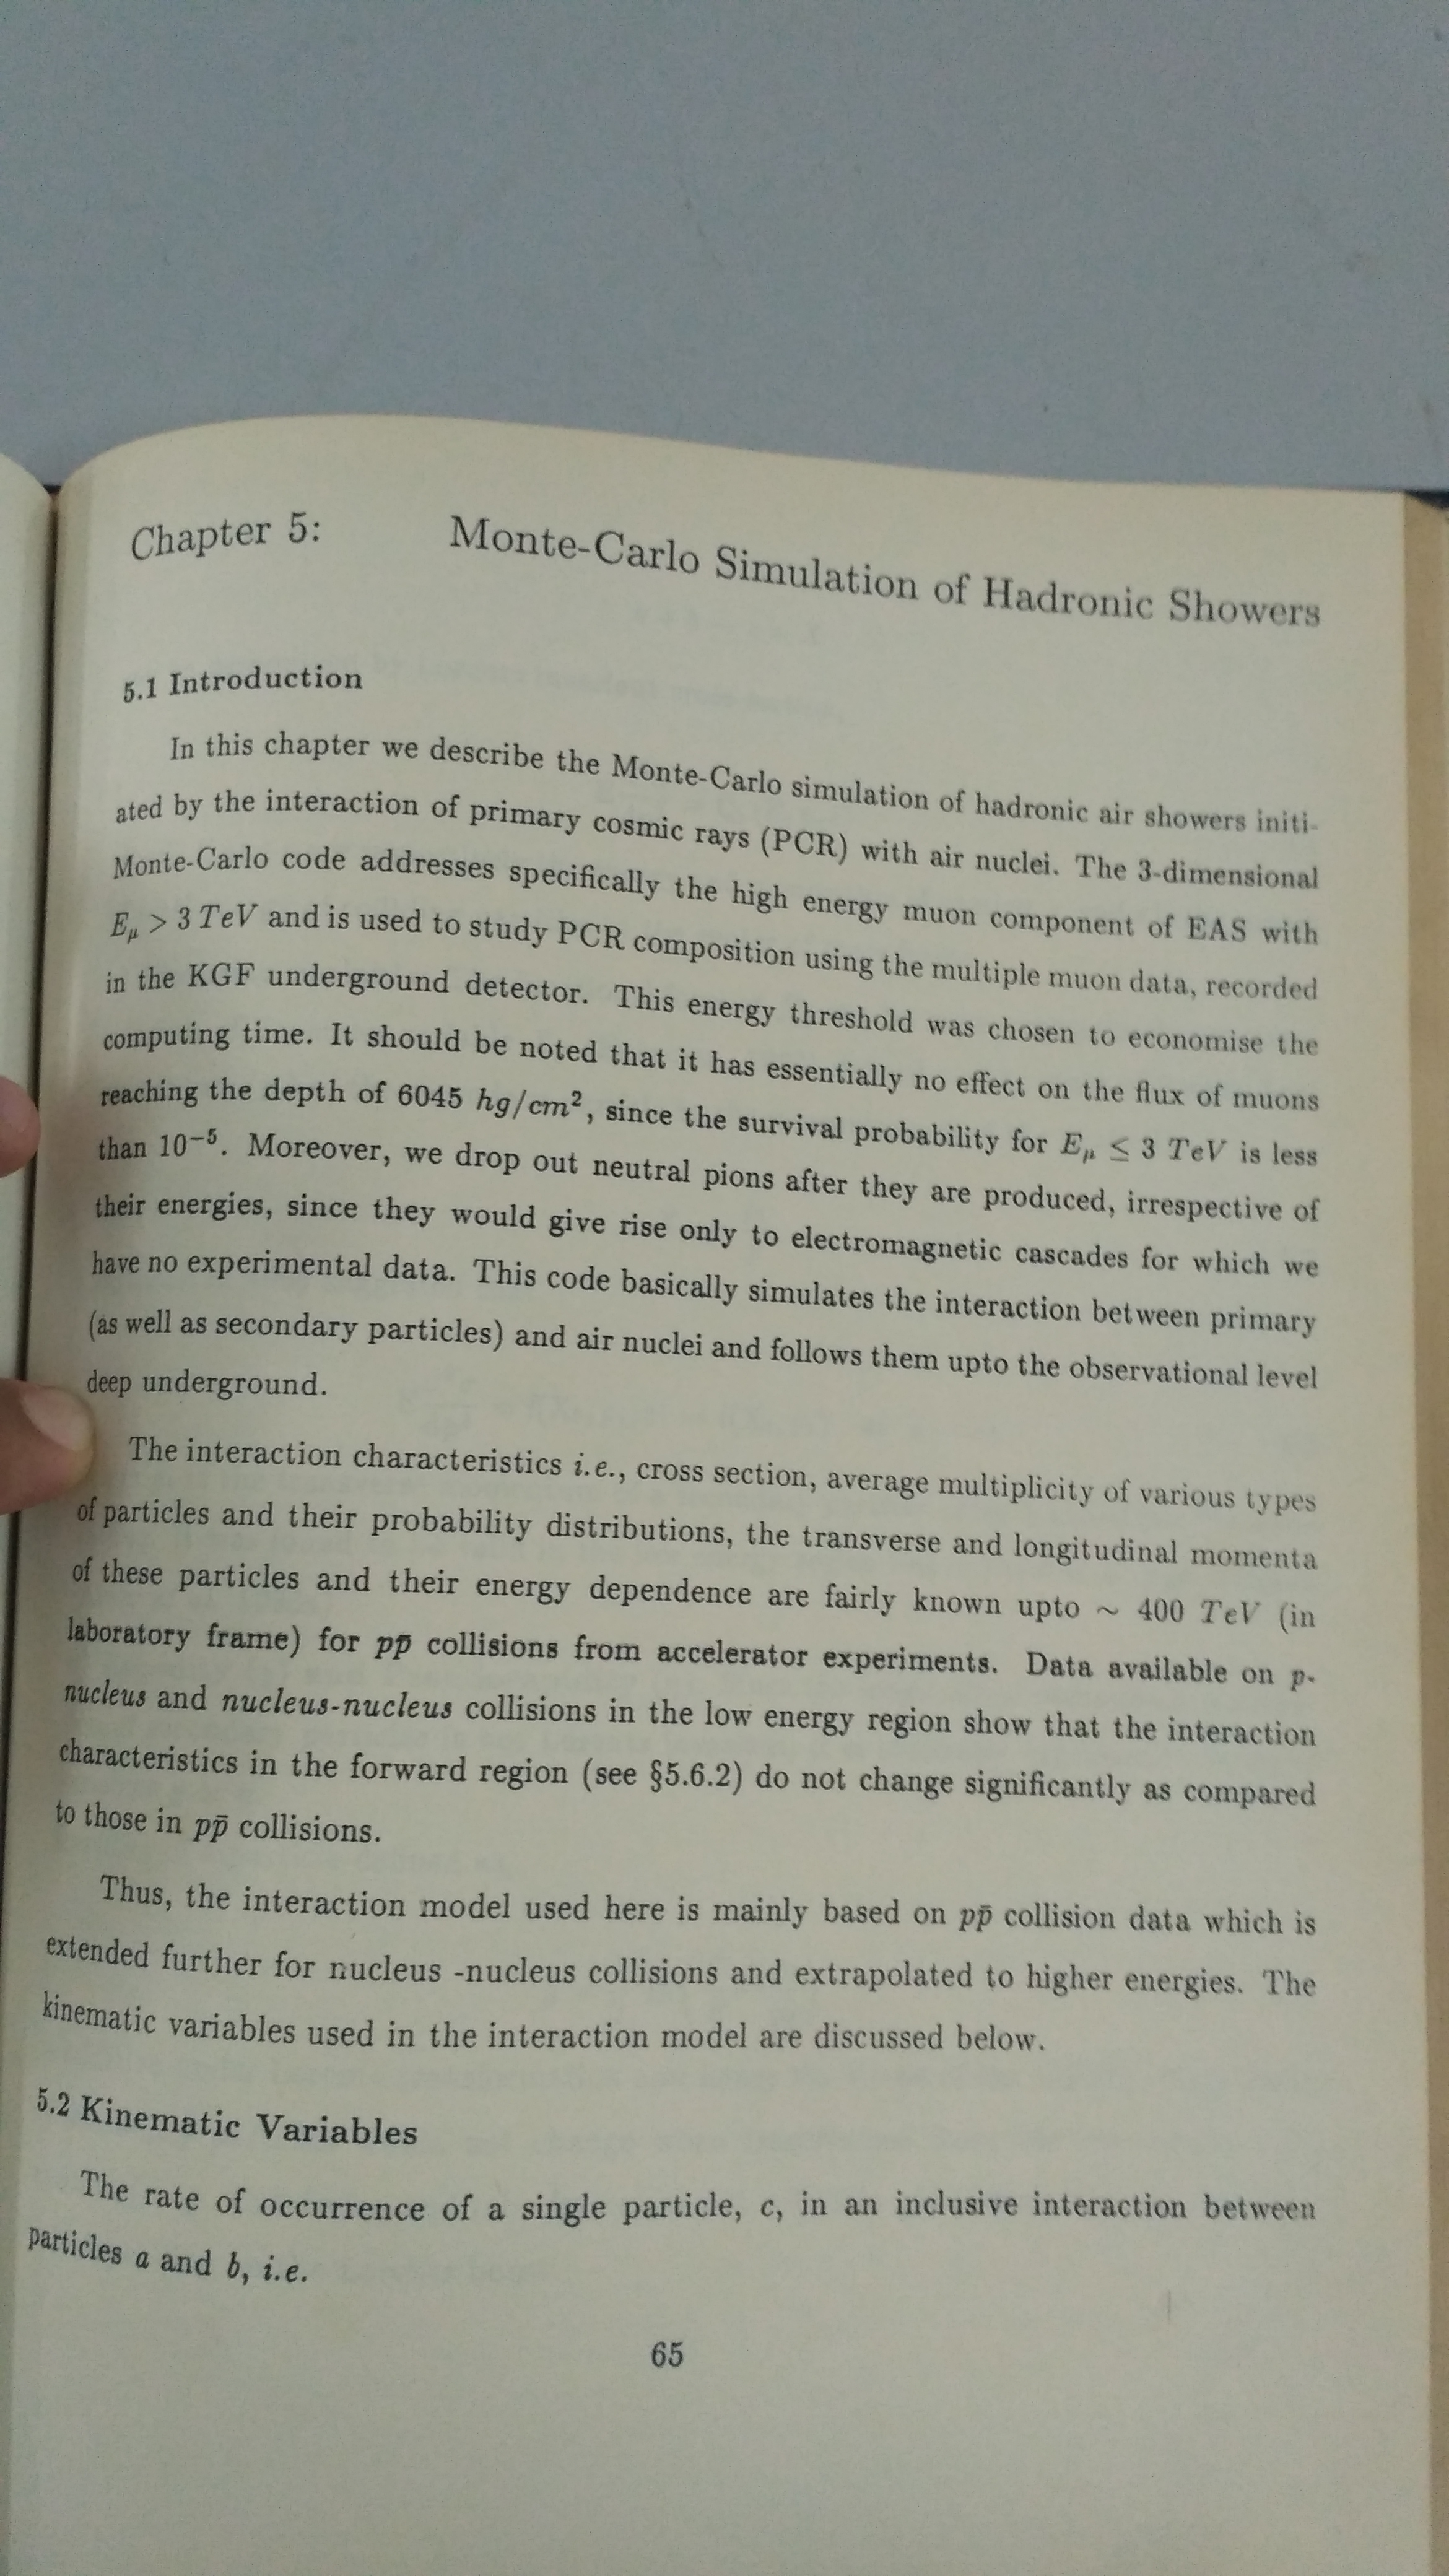 Chapter 5: Monte-Carlo Simulation of Hadronic Showers
5.1 Introduction
In this chapter we describe the Monte-Carlo simulation of hadronic air showers initi-
ated by the interaction of primary cosmic rays (PCR) with air nuclei. The 3-dimensional
Monte-Carlo code addresses specifically the high energy muon component of EAS with
E_μ > 3 TeV and is used to study PCR composition using the multiple muon data, recorded
in the KGF underground detector. This energy threshold was chosen to economise the
computing time. It should be noted that it has essentially no effect on the flux of muons
reaching the depth of 6045 hg/cm², since the survival probability for E_μ ≤ 3 TeV is less
than 10⁻⁵. Moreover, we drop out neutral pions after they are produced, irrespective of
their energies, since they would give rise only to electromagnetic cascades for which we
have no experimental data. This code basically simulates the interaction between primary
(as well as secondary particles) and air nuclei and follows them upto the observational level
deep underground.
The interaction characteristics i.e., cross section, average multiplicity of various types
of particles and their probability distributions, the transverse and longitudinal momenta
of these particles and their energy dependence are fairly known upto ~ 400 TeV (in
laboratory frame) for pp̄ collisions from accelerator experiments. Data available on p-
nucleus and nucleus-nucleus collisions in the low energy region show that the interaction
characteristics in the forward region (see §5.6.2) do not change significantly as compared
to those in pp̄ collisions.
Thus, the interaction model used here is mainly based on pp̄ collision data which is
extended further for nucleus -nucleus collisions and extrapolated to higher energies. The
kinematic variables used in the interaction model are discussed below.
5.2 Kinematic Variables
The rate of occurrence of a single particle, c, in an inclusive interaction between
particles a and b, i.e.
65